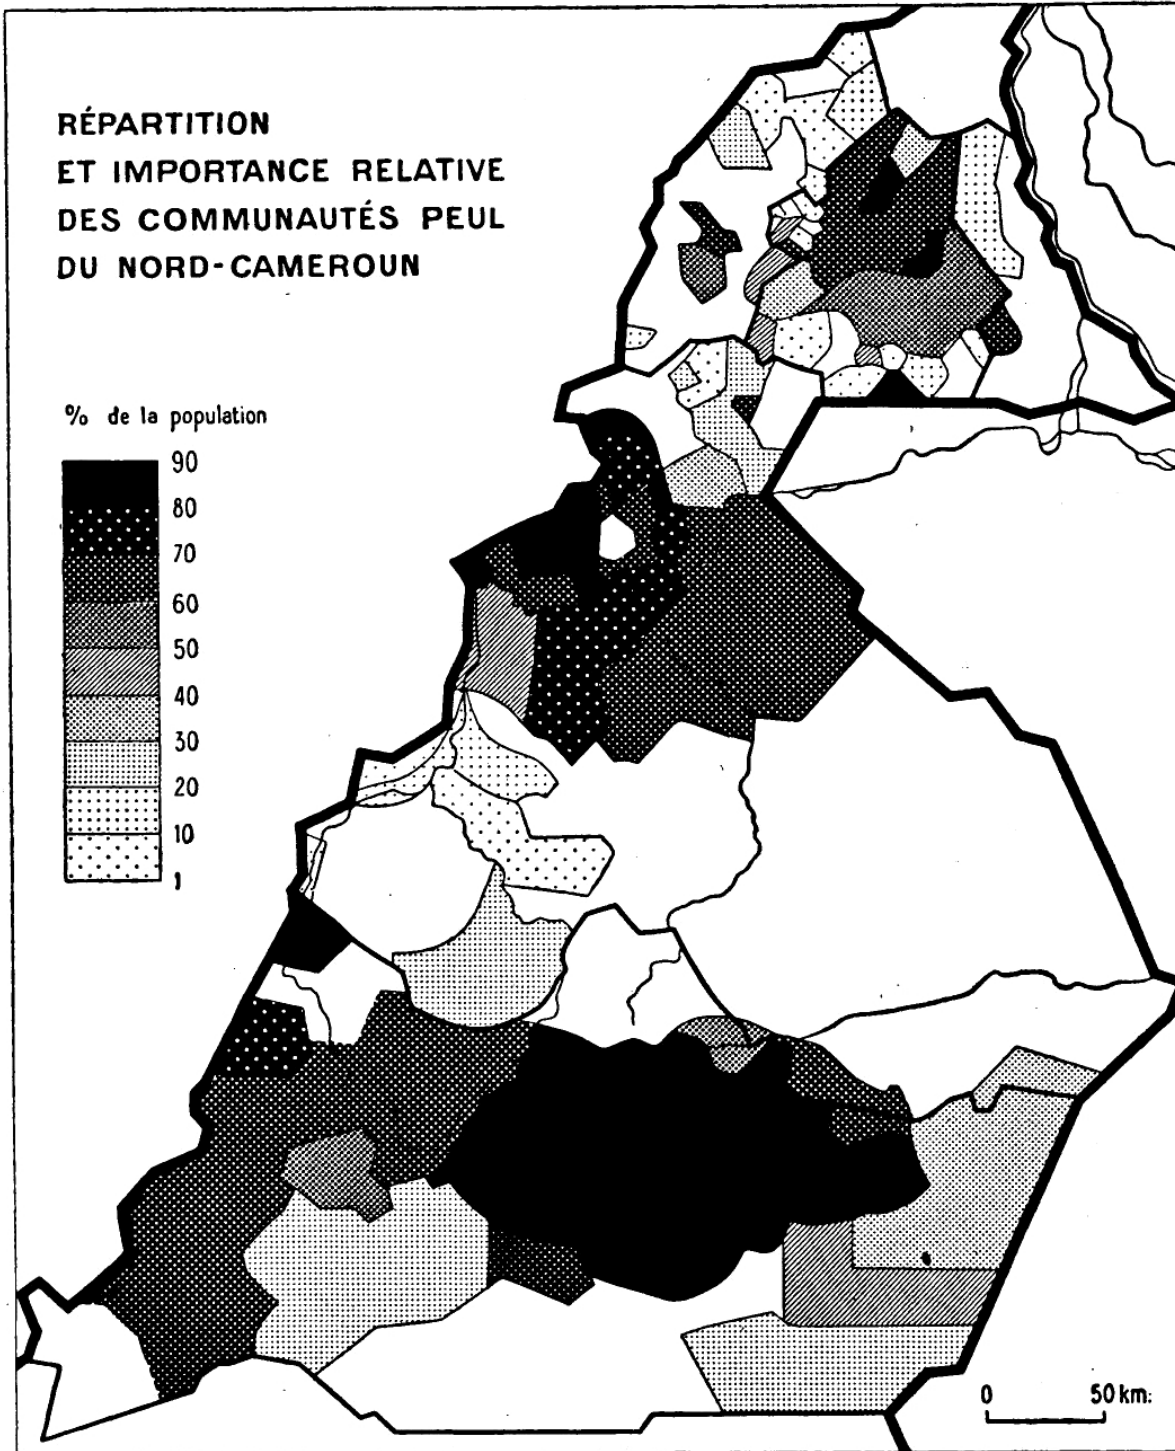 RÉPARTITION
ET IMPORTANCE RELATIVE
DES COMMUNAUTÉS PEUL
DU NORD-CAMEROUN
% de la population
90
80
70
60
50
40
30
20
10
1
0 50 km: